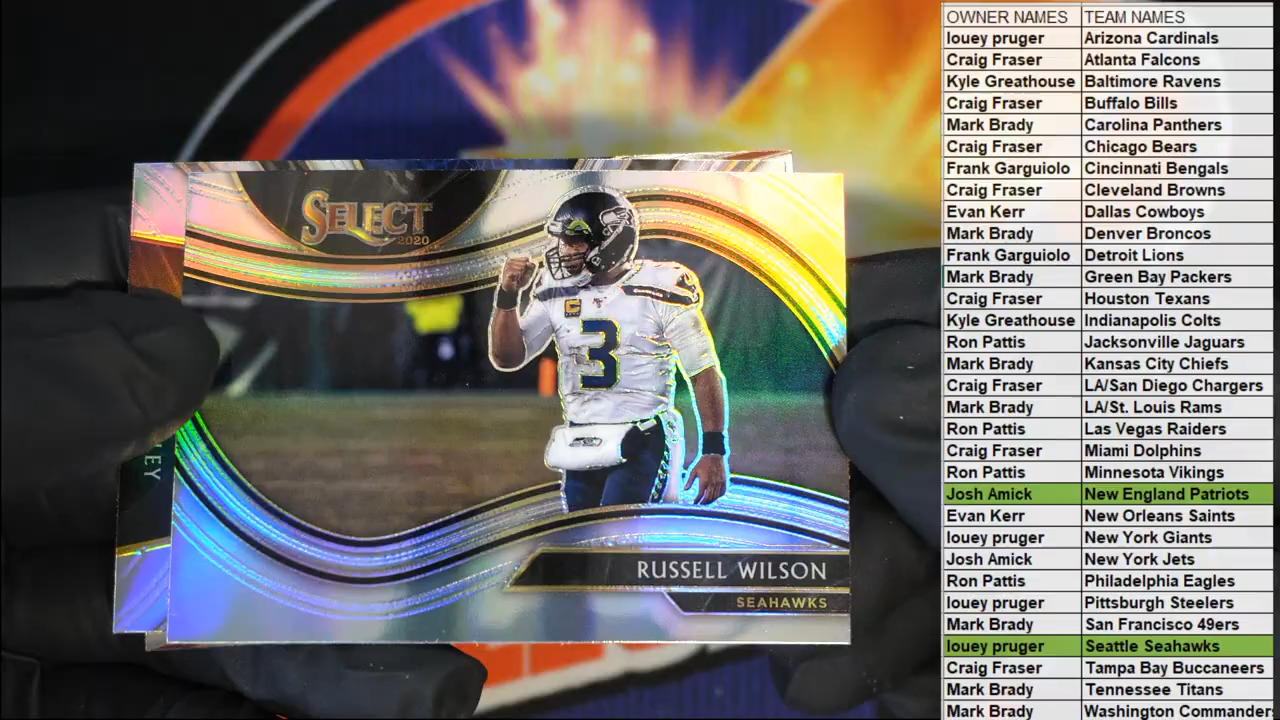 SELECT
2020
3
RUSSELL WILSON
SEAHAWKS
EY
OWNER NAMES TEAM NAMES
louey pruger Arizona Cardinals
Craig Fraser Atlanta Falcons
Kyle Greathouse Baltimore Ravens
Craig Fraser Buffalo Bills
Mark Brady Carolina Panthers
Craig Fraser Chicago Bears
Frank Garguiolo Cincinnati Bengals
Craig Fraser Cleveland Browns
Evan Kerr Dallas Cowboys
Mark Brady Denver Broncos
Frank Garguiolo Detroit Lions
Mark Brady Green Bay Packers
Craig Fraser Houston Texans
Kyle Greathouse Indianapolis Colts
Ron Pattis Jacksonville Jaguars
Mark Brady Kansas City Chiefs
Craig Fraser LA/San Diego Chargers
Mark Brady LA/St. Louis Rams
Ron Pattis Las Vegas Raiders
Craig Fraser Miami Dolphins
Ron Pattis Minnesota Vikings
Josh Amick New England Patriots
Evan Kerr New Orleans Saints
louey pruger New York Giants
Josh Amick New York Jets
Ron Pattis Philadelphia Eagles
louey pruger Pittsburgh Steelers
Mark Brady San Francisco 49ers
louey pruger Seattle Seahawks
Craig Fraser Tampa Bay Buccaneers
Mark Brady Tennessee Titans
Mark Brady Washington Commanders